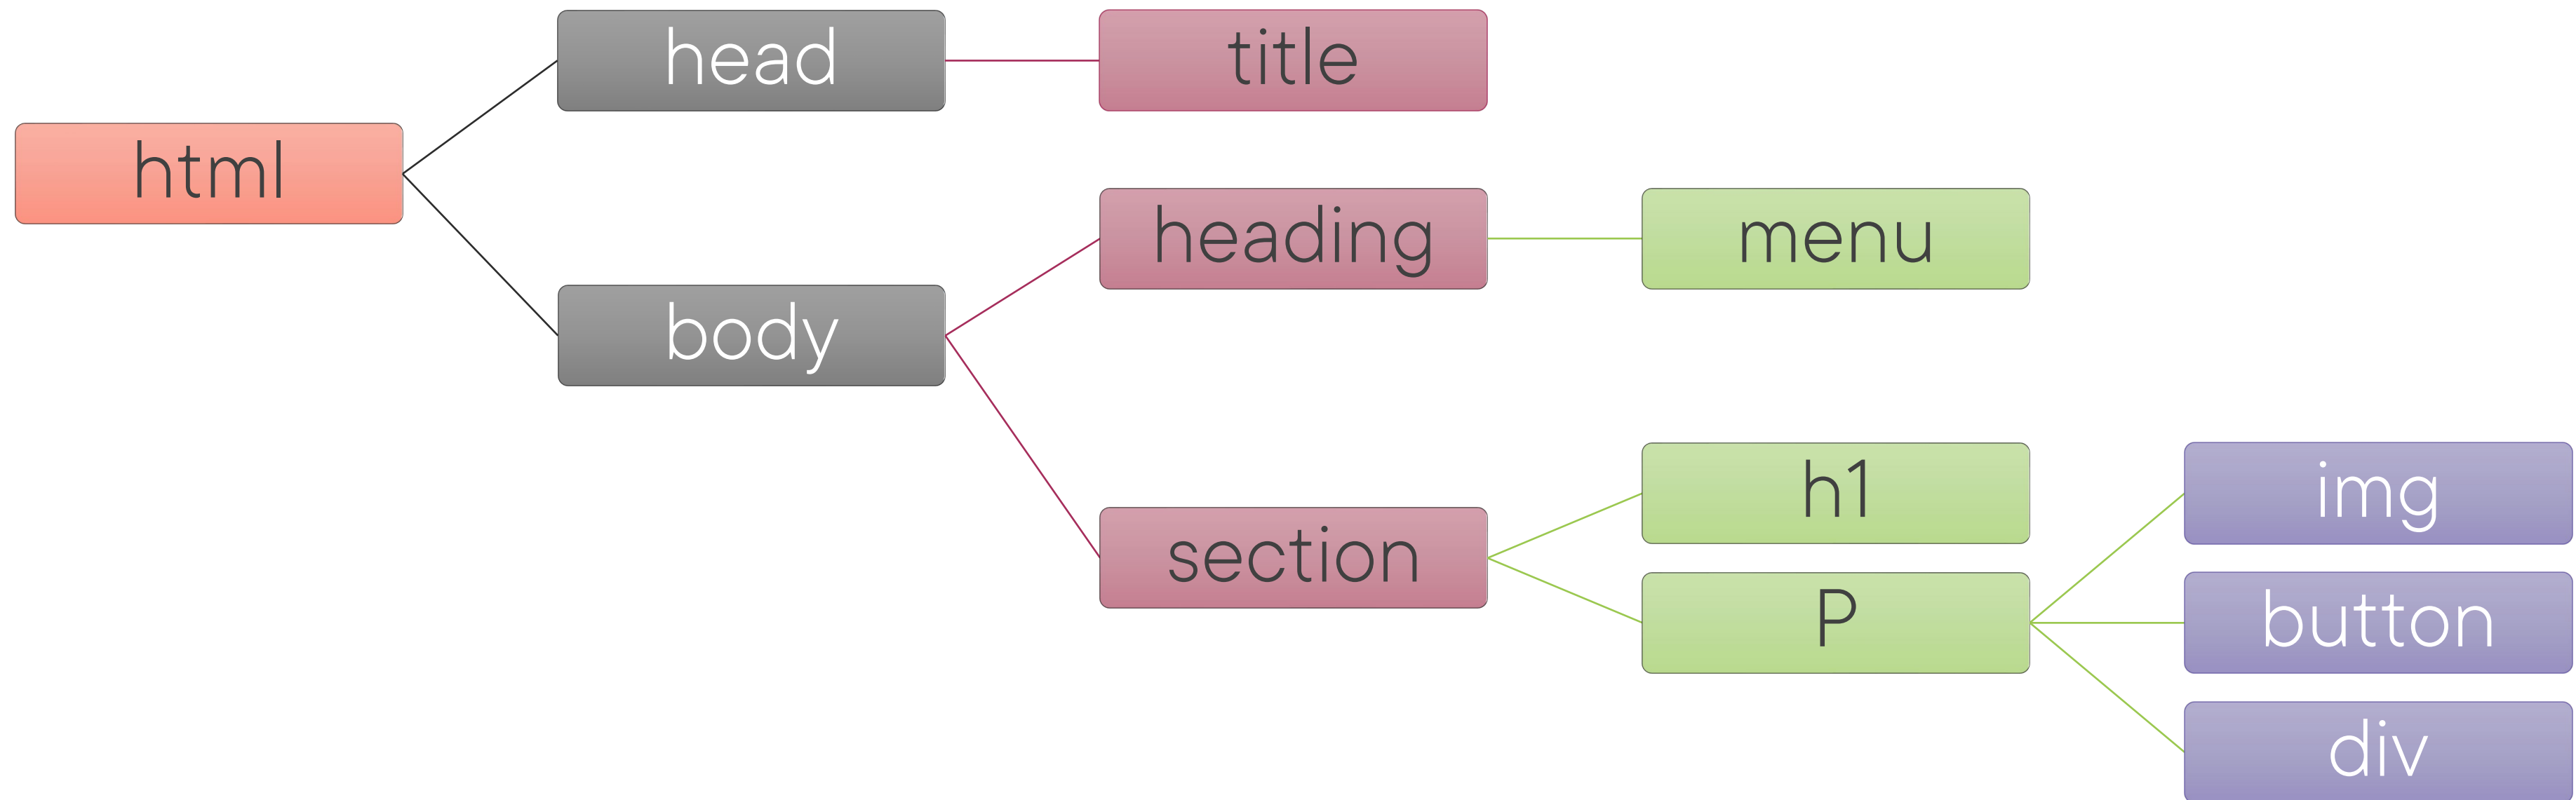 head
title
html
heading
menu
body
h1
img
section
P
button
div